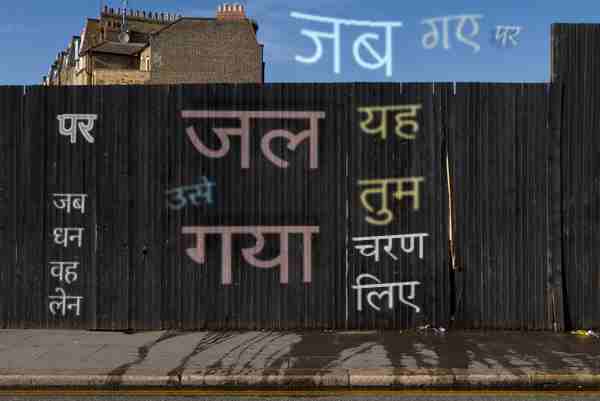 जब गए पर
पर
जल
यह
उसे
तुम
गया
जब
धन
वह
लेन
चरण
लिए